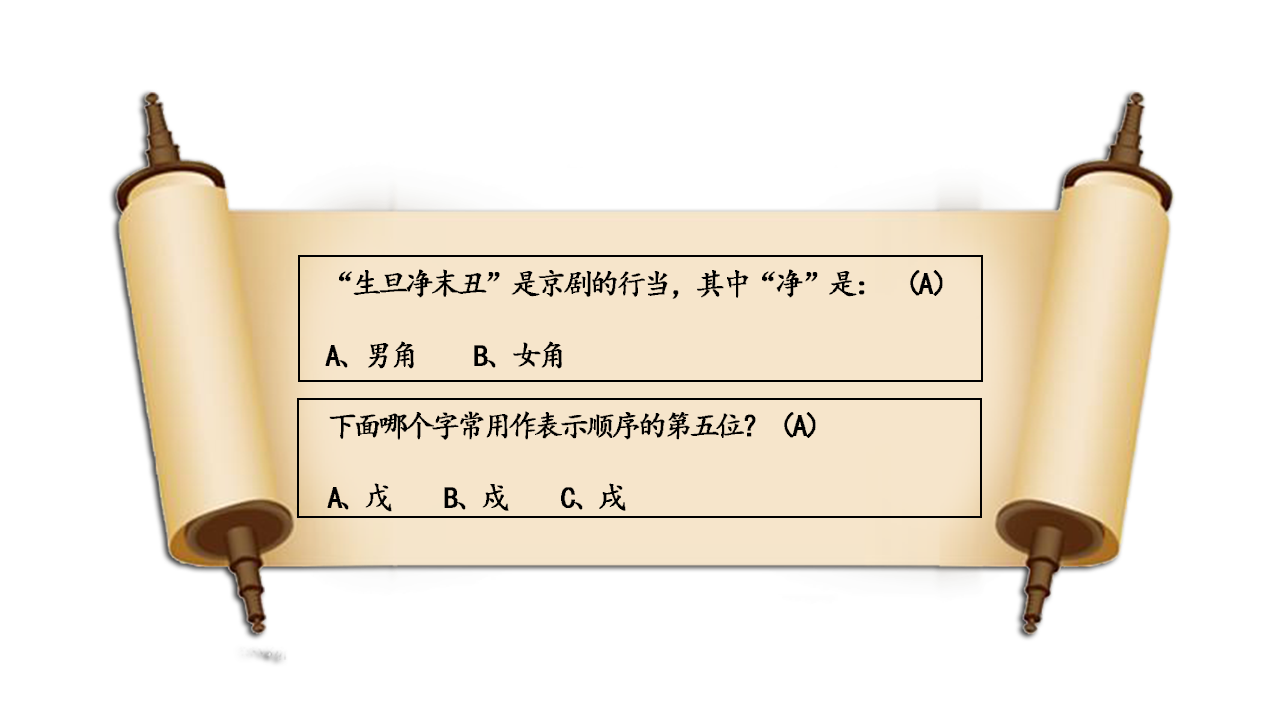 “生旦净末丑”是京剧的行当，其中“净”是： （A）
A、男角 B、女角
下面哪个字常用作表示顺序的第五位？（A）
A、戊 B、戍 C、戌